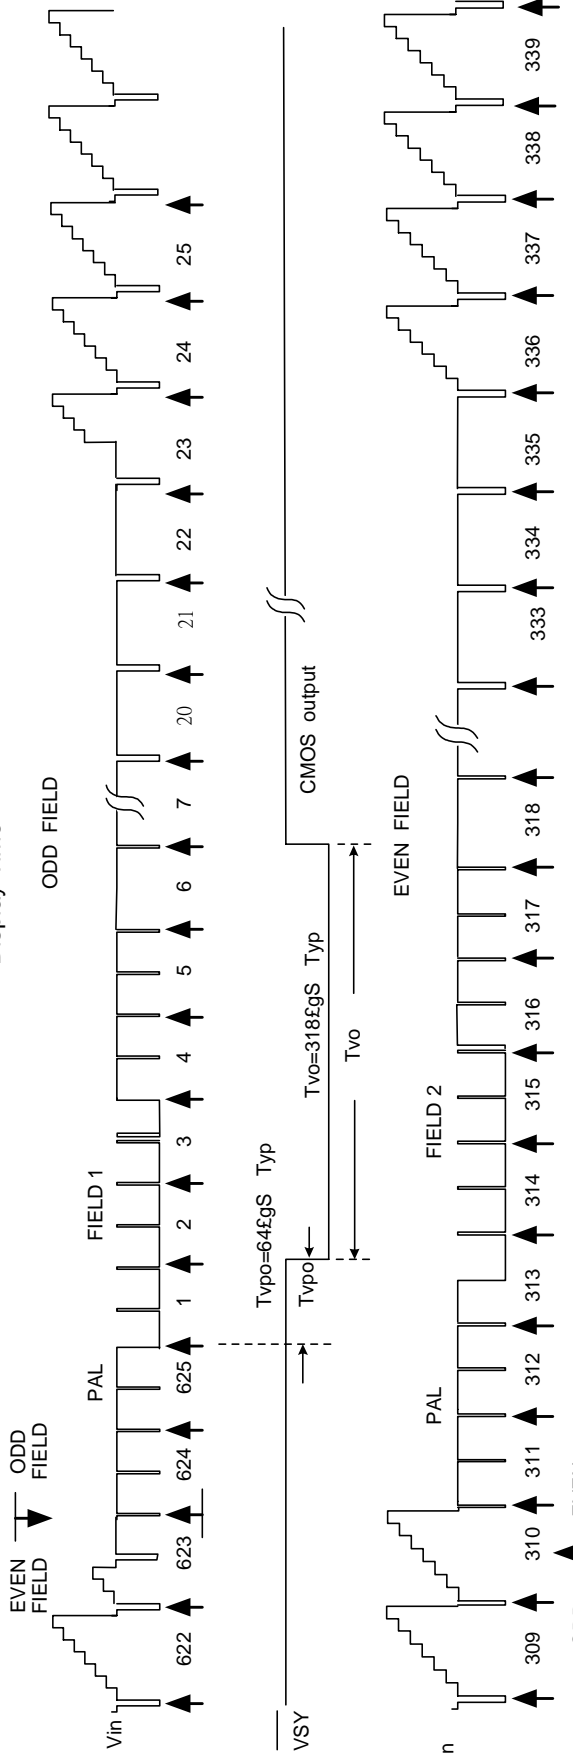 EVEN
FIELD
ODD
FIELD
ODD FIELD
PAL
FIELD 1
Vin
622
623
624
625
1
2
3
4
5
6
7
20
21
22
23
24
25
Tvpo=64£gS Typ
Tvpo
Tvo=318£gS Typ
Tvo
CMOS output
VSY
EVEN FIELD
PAL
FIELD 2
n
309
310
311
312
313
314
315
316
317
318
333
334
335
336
337
338
339